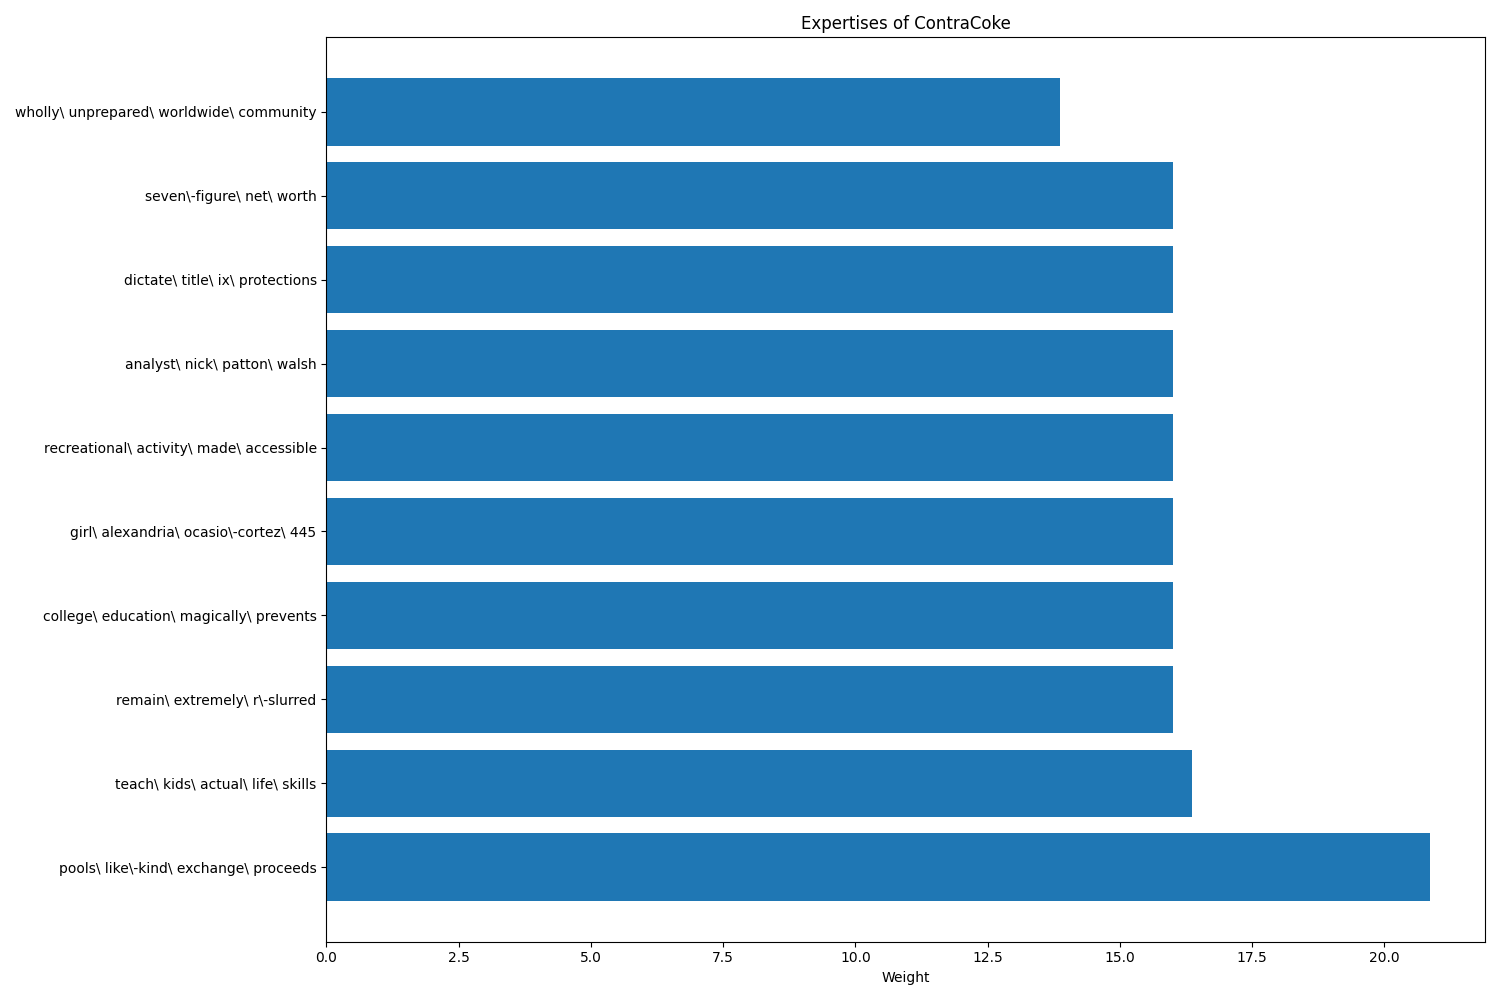 Expertises of ContraCoke
wholly\ unprepared\ worldwide\ community
seven\-figure\ net\ worth
dictate\ title\ ix\ protections
analyst\ nick\ patton\ walsh
recreational\ activity\ made\ accessible
girl\ alexandria\ ocasio\-cortez\ 445
college\ education\ magically\ prevents
remain\ extremely\ r\-slurred
teach\ kids\ actual\ life\ skills
pools\ like\-kind\ exchange\ proceeds
0.0 2.5 5.0 7.5 10.0 12.5 15.0 17.5 20.0
Weight